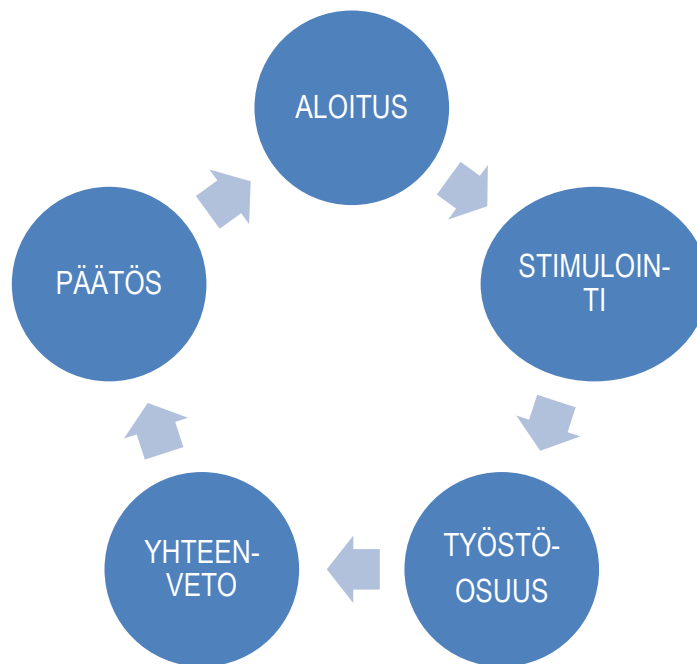 ALOITUS
STIMULOIN-
TI
TYÖSTÖ-
OSUUS
YHTEEN-
VETO
PÄÄTÖS